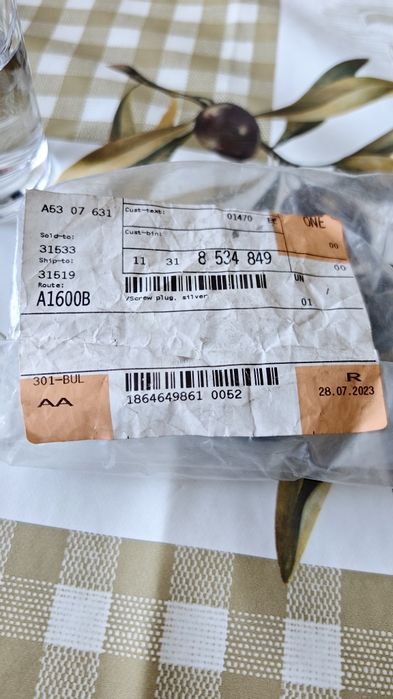 A53 07 631
Cust-text:
01470
ONE
Cust-bin:
00
Sold-to:
31533
Ship-to:
31519
Route:
A1600B
11 31 8 534 849
00
UN
/
01
/Screw plug, silver
301-BUL
AA
1864649861 0052
R
28.07.2023